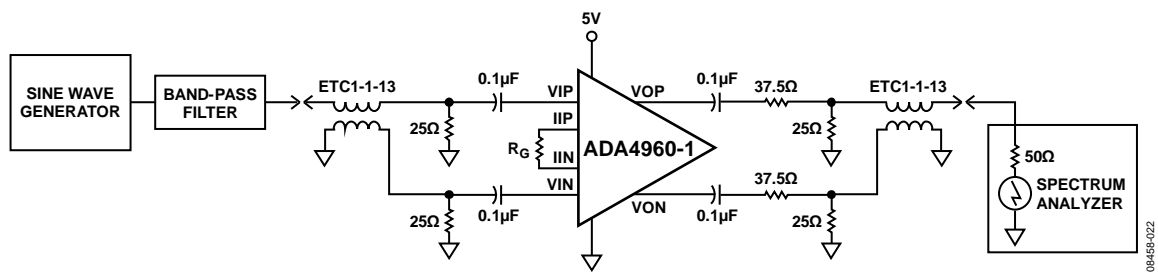 5V
SINE WAVE
GENERATOR
BAND-PASS
FILTER
ETC1-1-13
0.1µF
25Ω
VIP
IIP
RG
IIN
VIN
ADA4960-1
VOP
VON
0.1µF
37.5Ω
25Ω
ETC1-1-13
25Ω
0.1µF
0.1µF
37.5Ω
25Ω
50Ω
SPECTRUM
ANALYZER
08458-022